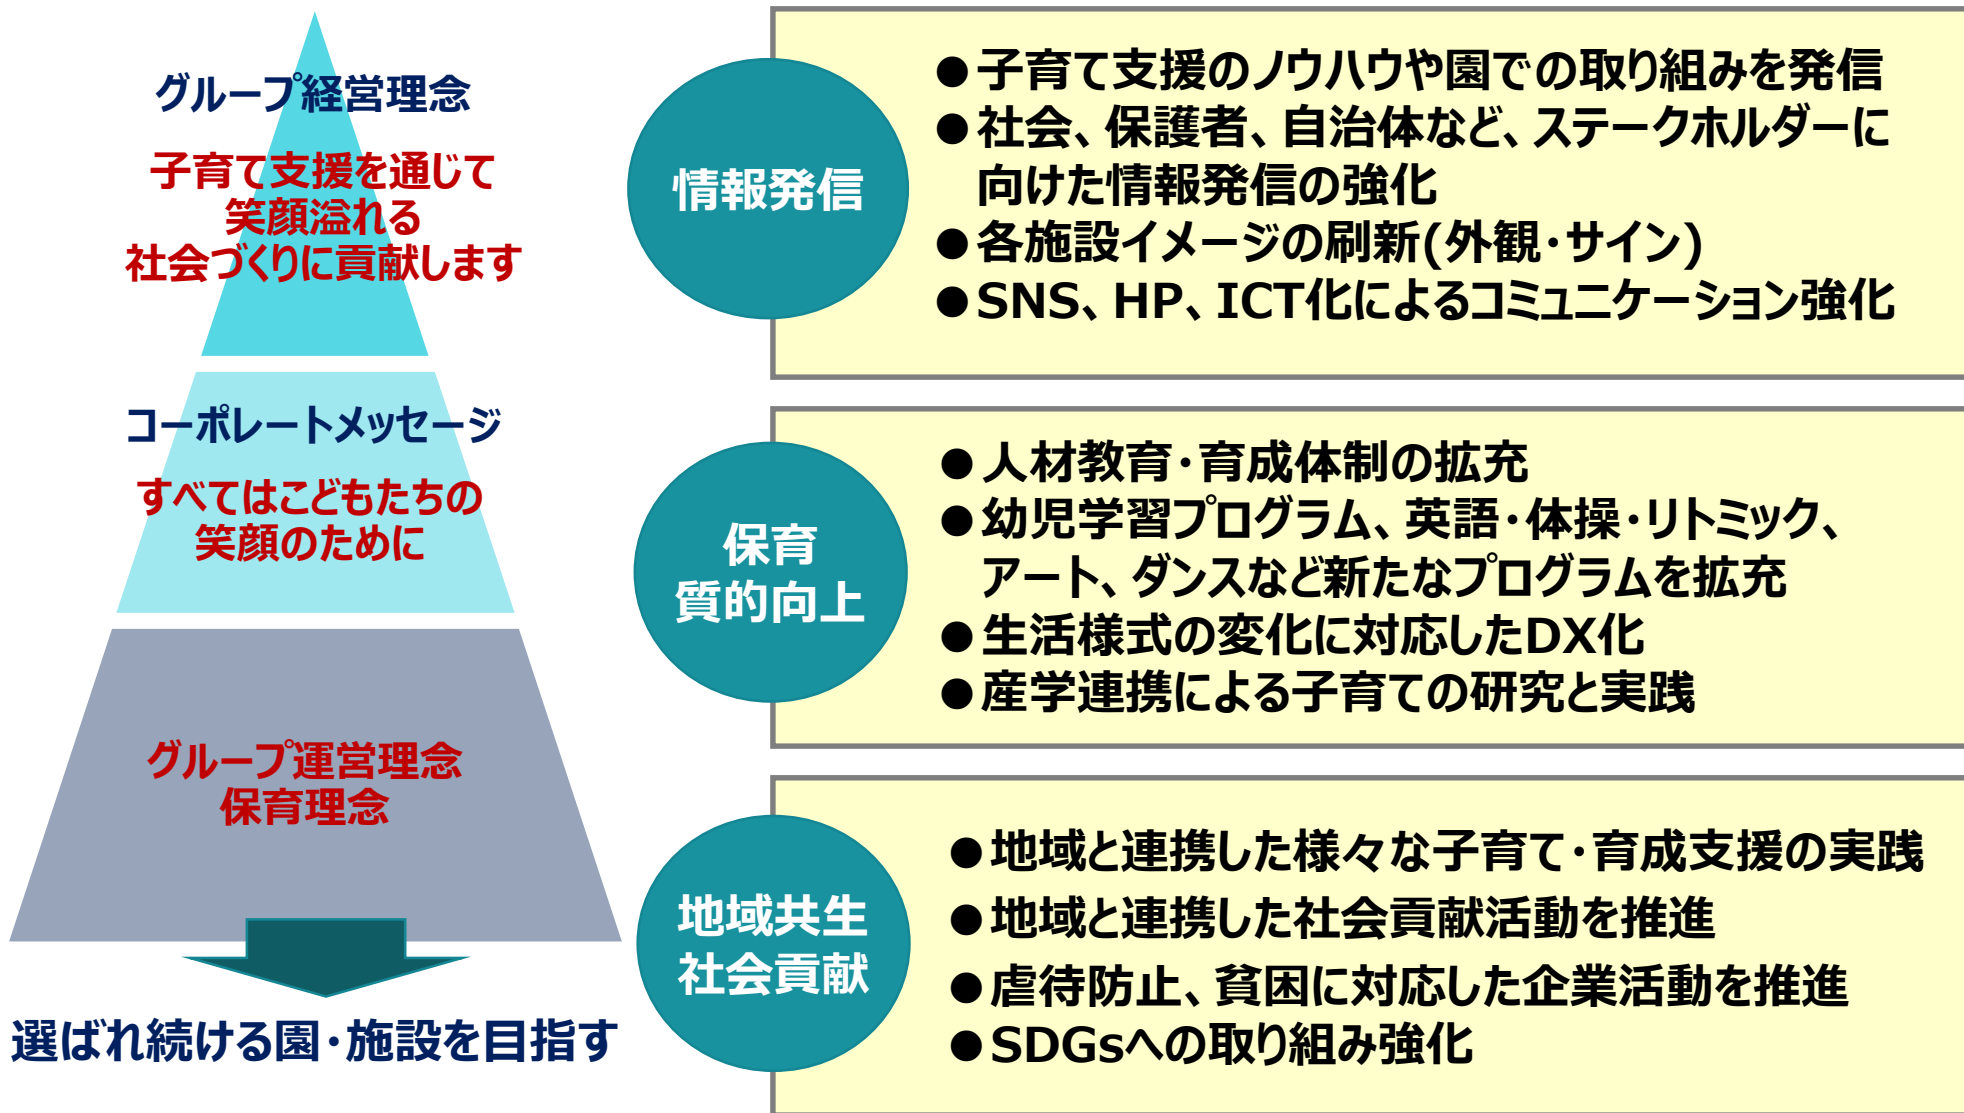 グループ経営理念
子育て支援を通じて
笑顔溢れる
社会づくりに貢献します
コーポレートメッセージ
すべてはこどもたちの
笑顔のために
グループ運営理念
保育理念
選ばれ続ける園・施設を目指す
情報発信
●子育て支援のノウハウや園での取り組みを発信
●社会、保護者、自治体など、ステークホルダーに
向けた情報発信の強化
●各施設イメージの刷新(外観・サイン)
●SNS、HP、ICT化によるコミュニケーション強化
保育
質的向上
●人材教育・育成体制の拡充
●幼児学習プログラム、英語・体操・リトミック、
アート、ダンスなど新たなプログラムを拡充
●生活様式の変化に対応したDX化
●産学連携による子育ての研究と実践
地域共生
社会貢献
●地域と連携した様々な子育て・育成支援の実践
●地域と連携した社会貢献活動を推進
●虐待防止、貧困に対応した企業活動を推進
●SDGsへの取り組み強化